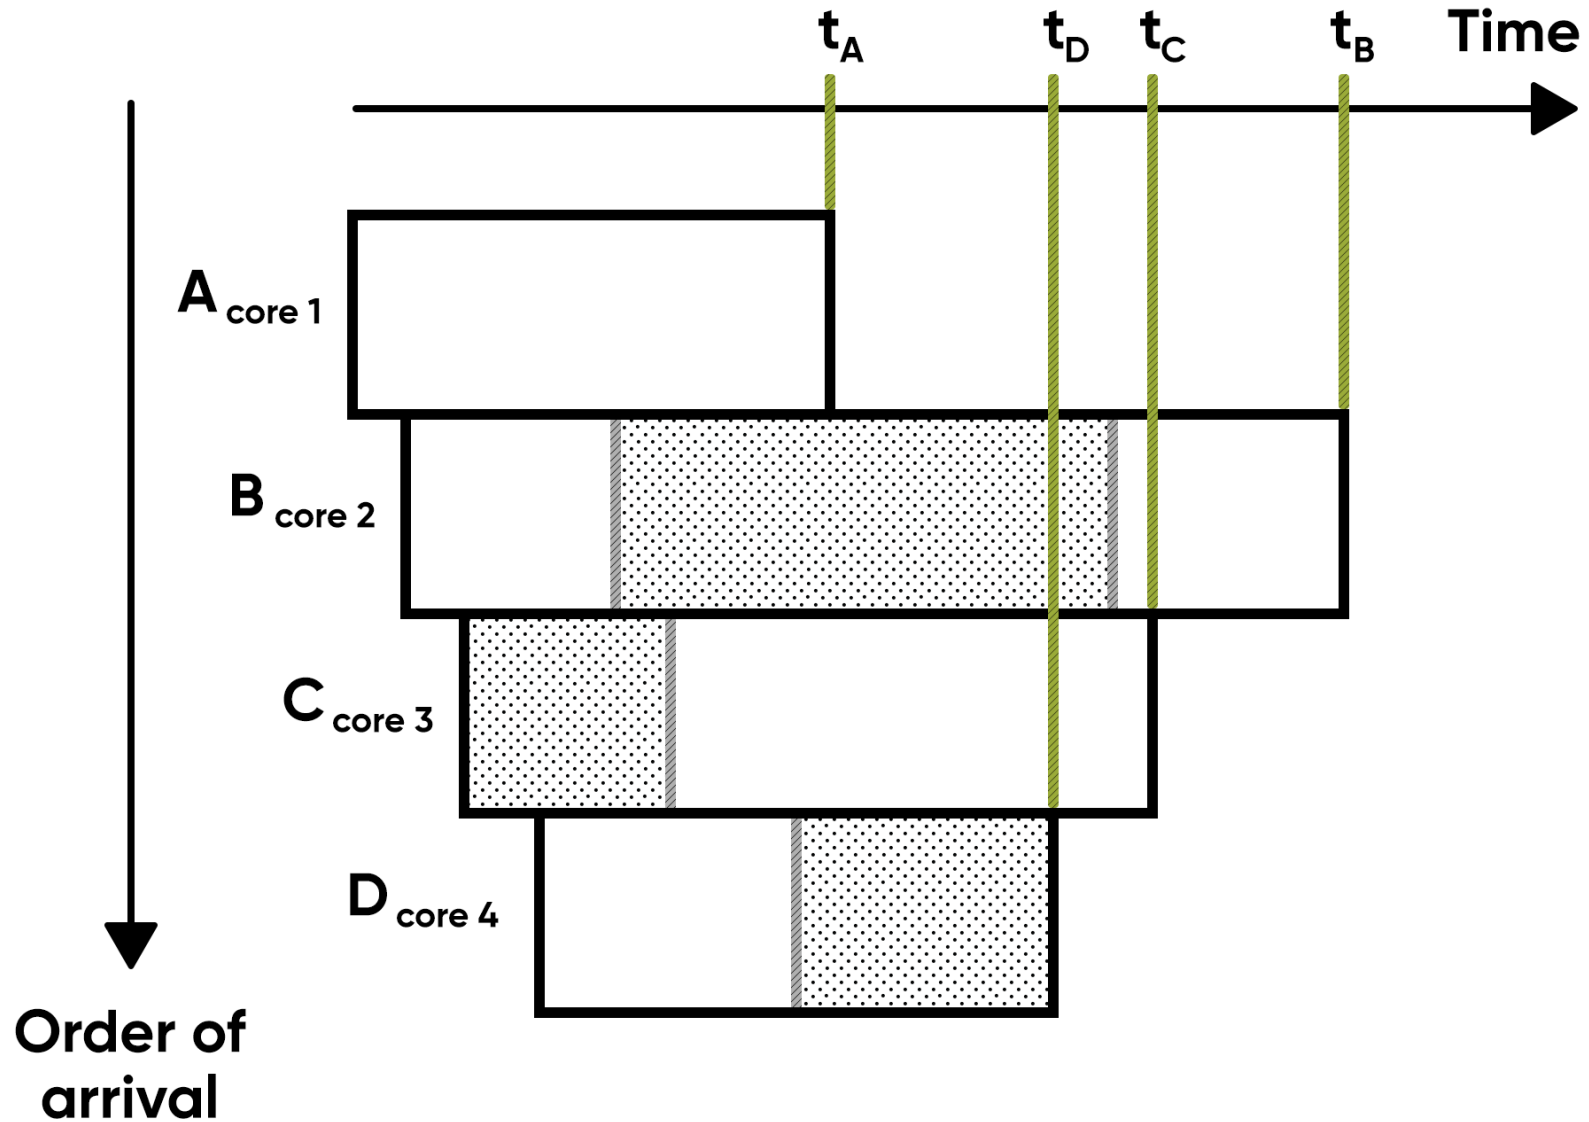 tA tD tC tB Time
A core 1
B core 2
C core 3
D core 4
Order of
arrival